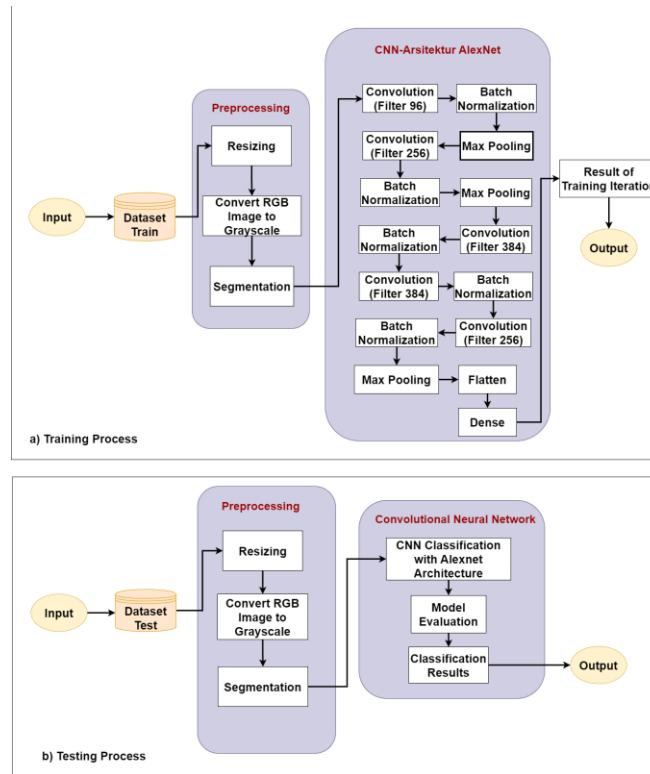 CNN-Arsitektur AlexNet
Preprocessing
Input
Dataset
Train
Resizing
Convert RGB
Image to
Grayscale
Segmentation
Convolution
(Filter 96)
Batch
Normalization
Max Pooling
Convolution
(Filter 256)
Batch
Normalization
Max Pooling
Convolution
(Filter 384)
Batch
Normalization
Convolution
(Filter 384)
Batch
Normalization
Convolution
(Filter 256)
Batch
Normalization
Max Pooling
Flatten
Dense
Result of
Training Iteration
Output
a) Training Process
Preprocessing
Convolutional Neural Network
Input
Dataset
Test
Resizing
Convert RGB
Image to
Grayscale
Segmentation
CNN Classification
with Alexnet
Architecture
Model
Evaluation
Classification
Results
Output
b) Testing Process